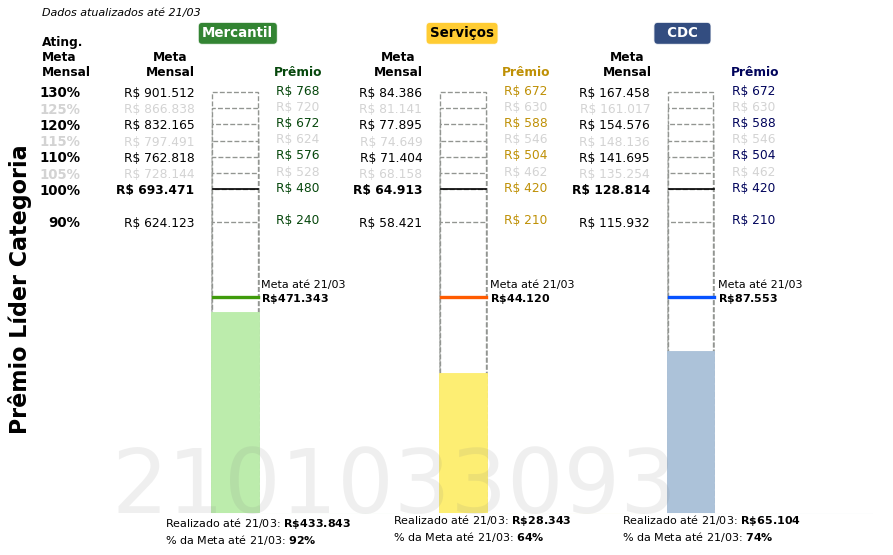 Dados atualizados até 21/03
Mercantil Serviços CDC
Ating. Meta Mensal Meta Mensal Prêmio Meta Mensal Prêmio Meta Mensal Prêmio
130% R$ 901.512 R$ 768 R$ 84.386 R$ 672 R$ 167.458 R$ 672
125% R$ 866.838 R$ 720 R$ 81.141 R$ 630 R$ 161.017 R$ 630
120% R$ 832.165 R$ 672 R$ 77.895 R$ 588 R$ 154.576 R$ 588
115% R$ 797.491 R$ 624 R$ 74.649 R$ 546 R$ 148.136 R$ 546
110% R$ 762.818 R$ 576 R$ 71.404 R$ 504 R$ 141.695 R$ 504
105% R$ 728.144 R$ 528 R$ 68.158 R$ 462 R$ 135.254 R$ 462
100% R$ 693.471 R$ 480 R$ 64.913 R$ 420 R$ 128.814 R$ 420
90% R$ 624.123 R$ 240 R$ 58.421 R$ 210 R$ 115.932 R$ 210
Prêmio Líder Categoria
Meta até 21/03 Meta até 21/03 Meta até 21/03
R$471.343 R$44.120 R$87.553
2101033093
Realizado até 21/03: R$433.843 Realizado até 21/03: R$28.343 Realizado até 21/03: R$65.104
% da Meta até 21/03: 92% % da Meta até 21/03: 64% % da Meta até 21/03: 74%